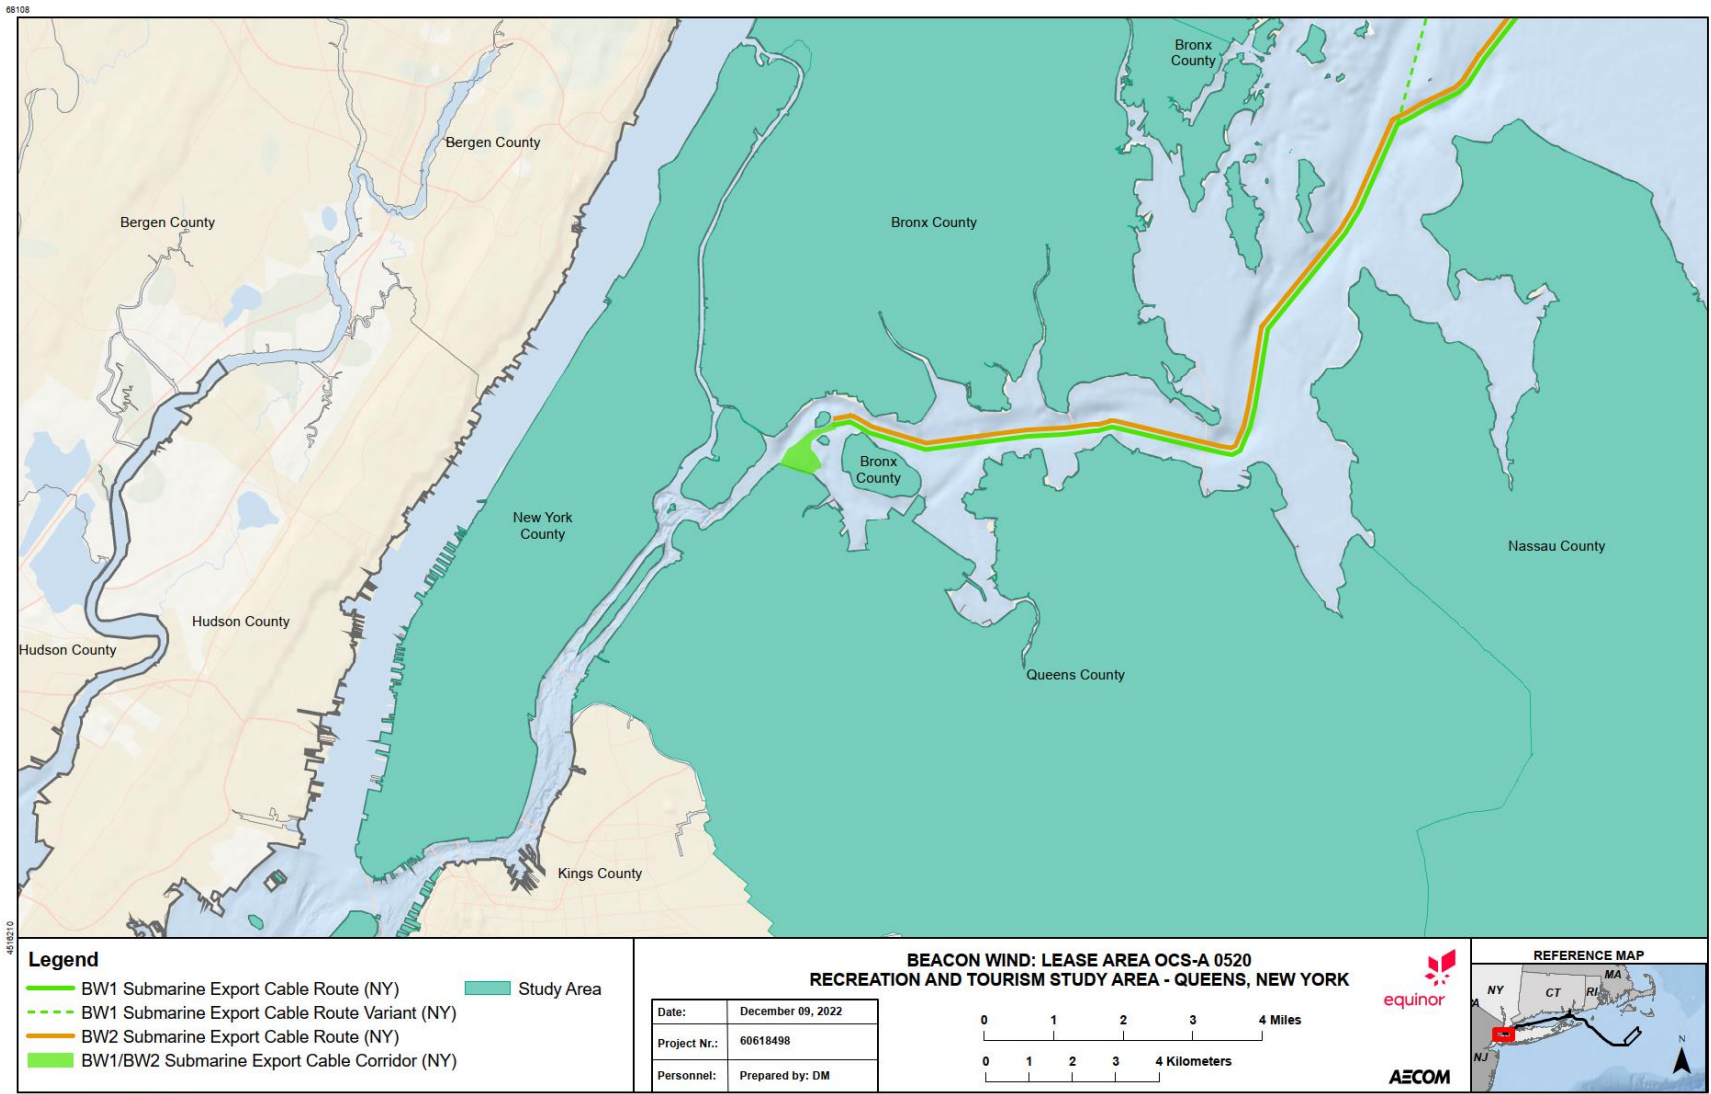 68108
Bronx
County
Bergen County
Bergen County
Bronx County
Bronx
County
New York
County
Nassau County
Hudson County
Hudson County
Queens County
Kings County
4516210
Legend
BW1 Submarine Export Cable Route (NY)
BW1 Submarine Export Cable Route Variant (NY)
BW2 Submarine Export Cable Route (NY)
BW1/BW2 Submarine Export Cable Corridor (NY)
Study Area
BEACON WIND: LEASE AREA OCS-A 0520
RECREATION AND TOURISM STUDY AREA - QUEENS, NEW YORK
Date: December 09, 2022
Project Nr.: 60618498
Personnel: Prepared by: DM
0 1 2 3 4 Miles
0 1 2 3 4 Kilometers
equinor
AECOM
REFERENCE MAP
MA
NY
CT
RI
PA
NJ
N